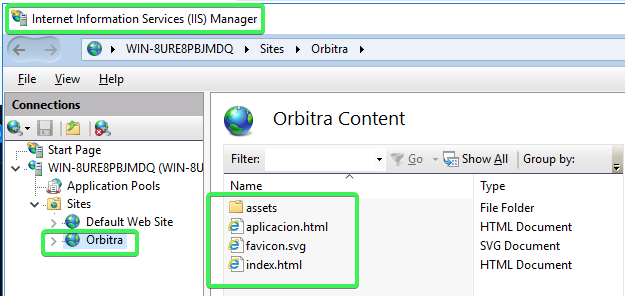 Internet Information Services (IIS) Manager
WIN-8URE8PBJMDQ Sites Orbitra
File View Help
Connections
Start Page
WIN-8URE8PBJMDQ (WIN-8U
Application Pools
Sites
Default Web Site
Orbitra
Orbitra Content
Filter: Go Show All Group by:
Name Type
assets File Folder
aplicacion.html HTML Document
favicon.svg SVG Document
index.html HTML Document